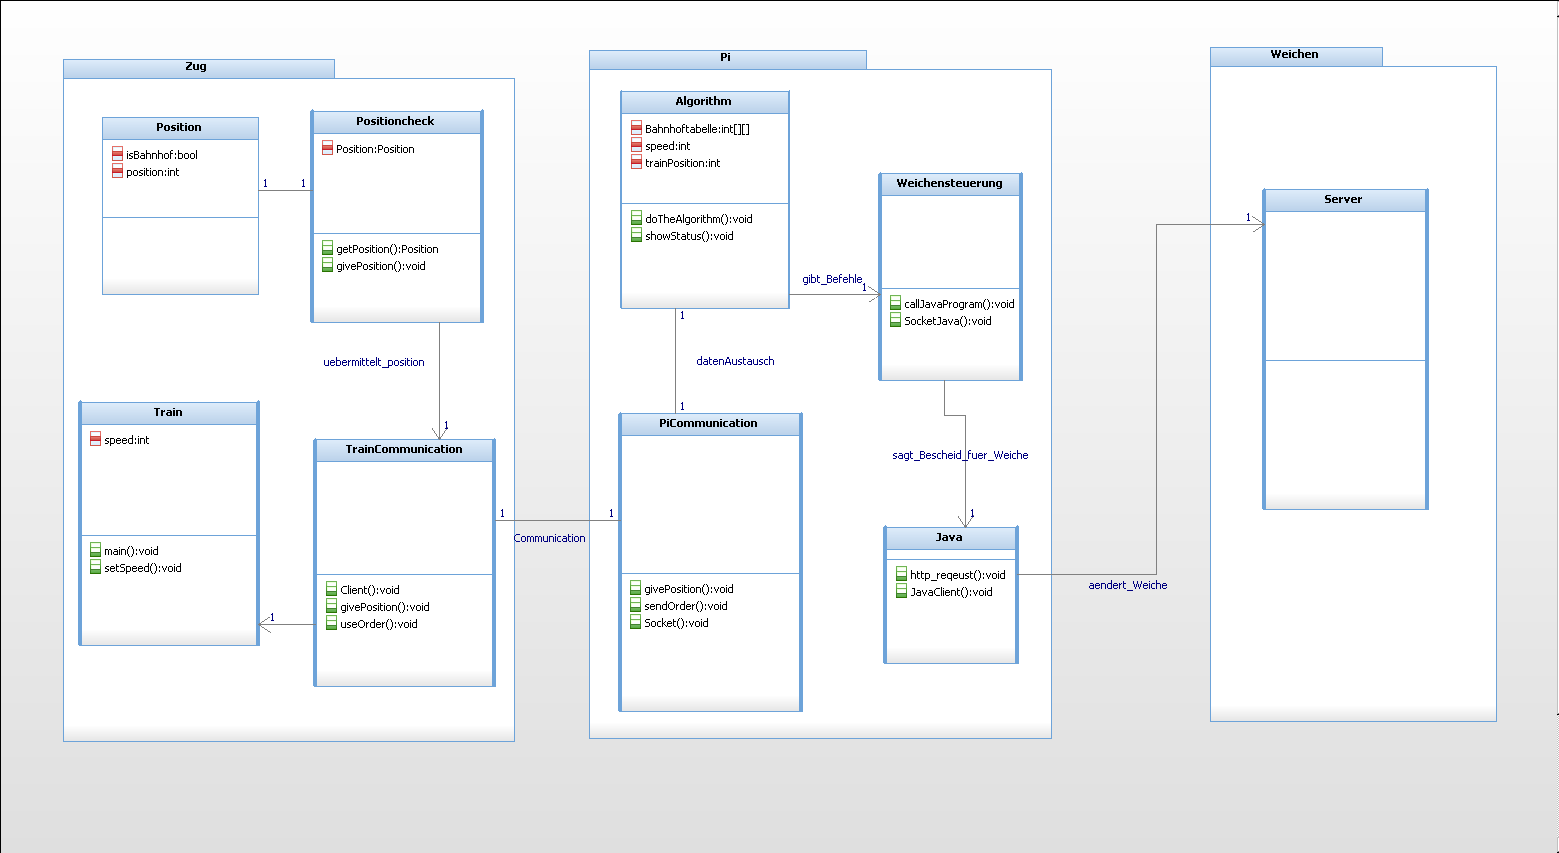 Zug
Position
isBahnhof:bool
position:int
1
1
Positioncheck
Position:Position
getPosition():Position
givePosition():void
uebermittelt_position
1
Train
speed:int
main():void
setSpeed():void
1
TrainCommunication
Client():void
givePosition():void
useOrder():void
1
1
Communication
Pi
Algorithm
Bahnhoftabelle:int[][]
speed:int
trainPosition:int
doTheAlgorithm():void
showStatus():void
gibt_Befehle
1
1
datenAustausch
1
PiCommunication
givePosition():void
sendOrder():void
Socket():void
Weichensteuerung
callJavaProgram():void
SocketJava():void
sagt_Bescheid_fuer_Weiche
1
Java
http_reqeust():void
JavaClient():void
aendert_Weiche
Weichen
1
Server